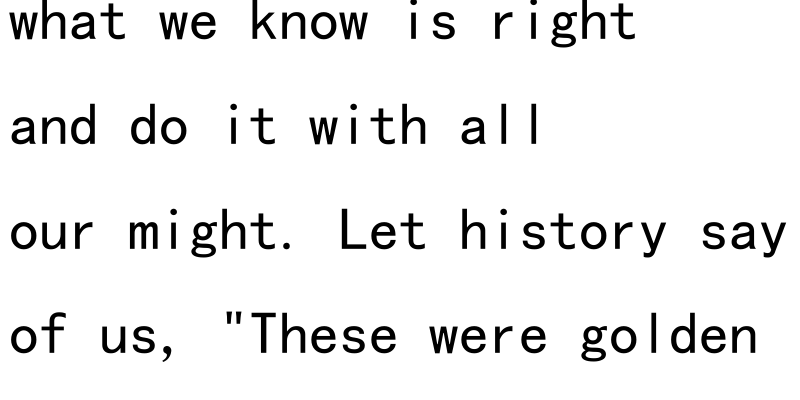 what we know is right
and do it with all
our might. Let history say
of us, "These were golden